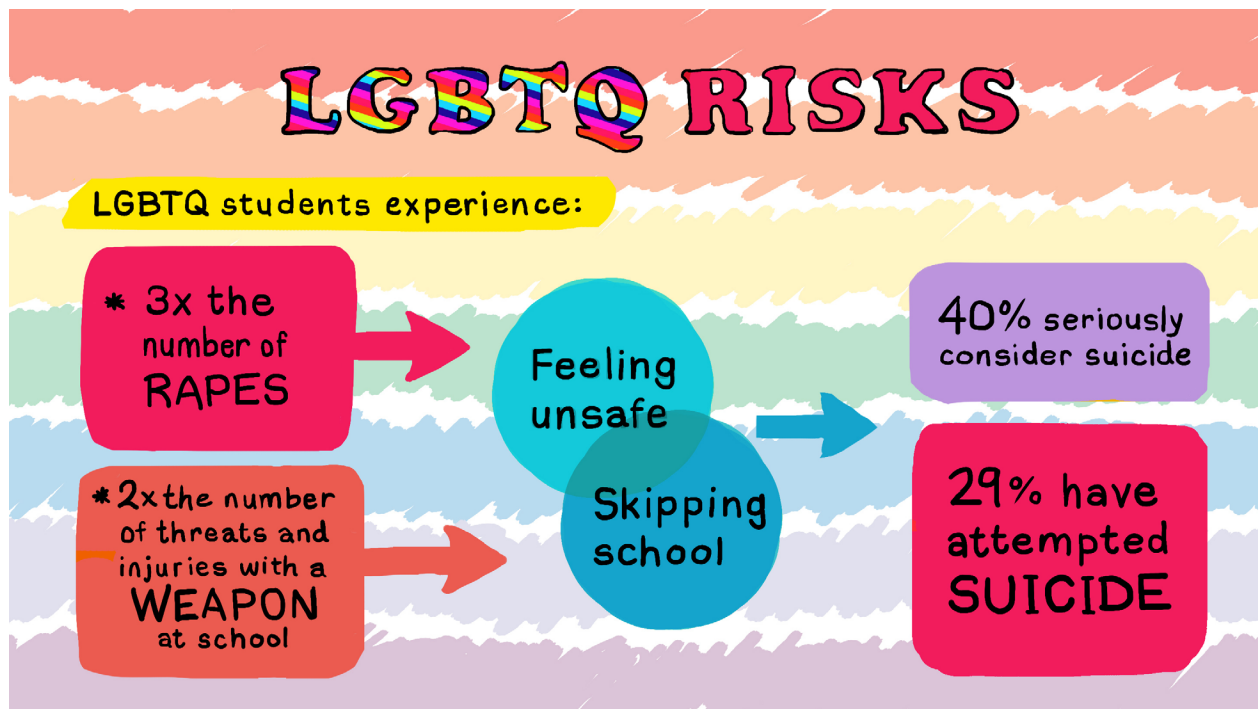 LGBTQ RISKS
LGBTQ students experience:
* 3x the
number of
RAPES
* 2x the number
of threats and
injuries with a
WEAPON
at school
Feeling
unsafe
Skipping
school
40% seriously
consider suicide
29% have
attempted
SUICIDE